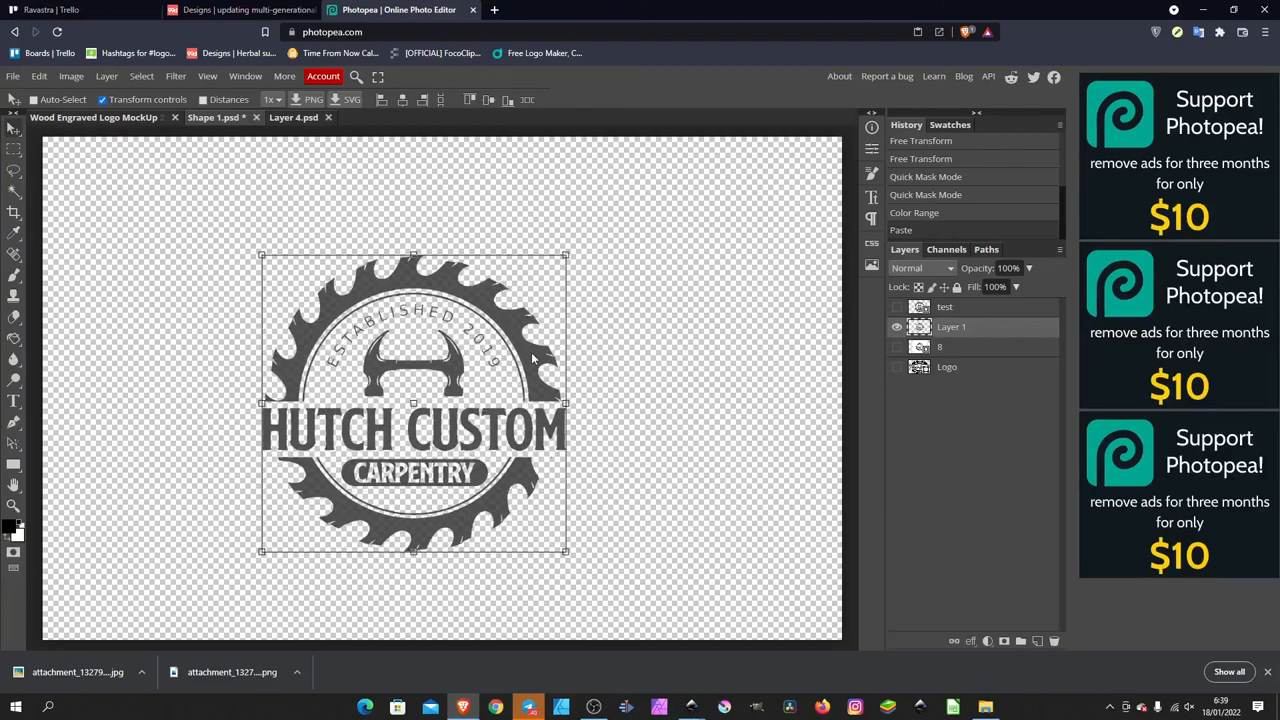 Ravastra | Trello
Designs | updating multi-generational
Photopea | Online Photo Editor
photopea.com
Boards | Trello
Hashtags for #logo...
Designs | Herbal su...
Time From Now Cal...
[OFFICIAL] FocoClip...
Free Logo Maker, C...
File Edit Image Layer Select Filter View Window More Account
About Report a bug Learn Blog API
Auto-Select Transform controls Distances 1x PNG SVG
Wood Engraved Logo MockUp
Shape 1.psd *
Layer 4.psd
History Swatches
Free Transform
Free Transform
Quick Mask Mode
Quick Mask Mode
Color Range
Paste
Layers Channels Paths
Normal Opacity: 100%
Lock: Fill: 100%
test
Layer 1
8
Logo
CSS
eff
ESTABLISHED 2019
HUTCH CUSTOM
CARPENTRY
Support
Photopea!
remove ads for three months
for only
$10
Support
Photopea!
remove ads for three months
for only
$10
Support
Photopea!
remove ads for three months
for only
$10
attachment_13279....jpg
attachment_1327....png
Show all
6:39
18/01/2022